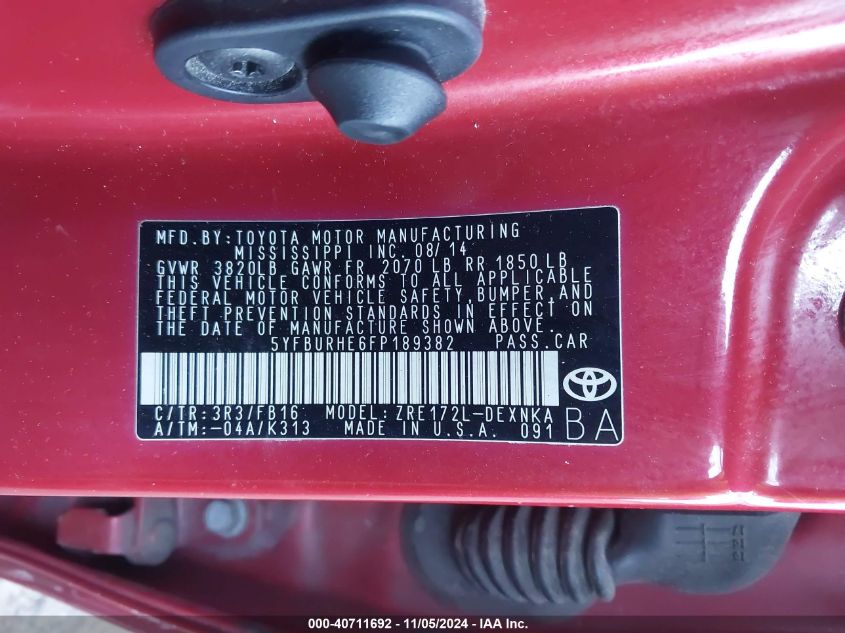 MFD. BY: TOYOTA MOTOR MANUFACTURING
MISSISSIPPI INC. 08/14
GVWR 3820LB GAWR FR 2070 LB RR 1850 LB
THIS VEHICLE CONFORMS TO ALL APPLICABLE
FEDERAL MOTOR VEHICLE SAFETY, BUMPER, AND
THEFT PREVENTION STANDARDS IN EFFECT ON
THE DATE OF MANUFACTURE SHOWN ABOVE.
5YFBURHE6FP189382 PASS. CAR
C/TR: 3R3/FB16 MODEL: ZRE172L-DEXNKA
A/TM: -04A/K313 MADE IN U.S.A. 091 BA
000-40711692 - 11/05/2024 - IAA Inc.